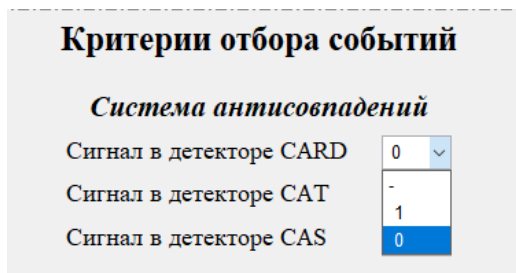 Критерии отбора событий
Система антисовпадений
Сигнал в детекторе CARD 0
Сигнал в детекторе CAT -
1
Сигнал в детекторе CAS 0